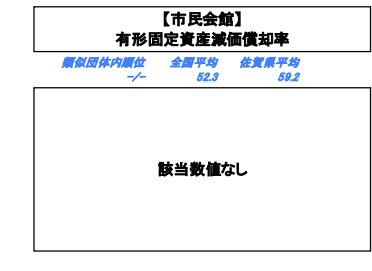 【市民会館】
有形固定資産減価償却率
類似団体内順位 全国平均 佐賀県平均
-/- 52.3 59.2
該当数値なし